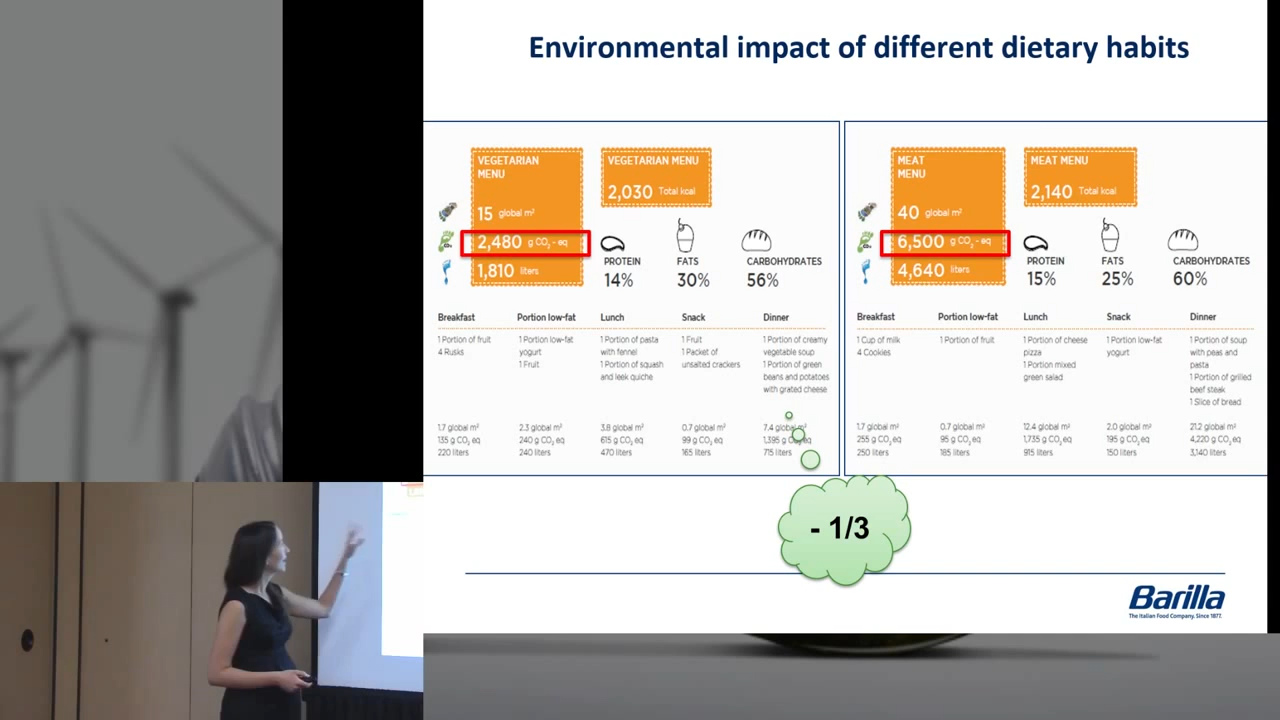 Environmental impact of different dietary habits
VEGETARIAN
MENU
15 global m²
2,480 g CO₂ - eq
1,810 liters
VEGETARIAN MENU
2,030 Total kcal
PROTEIN
14%
FATS
30%
CARBOHYDRATES
56%
Breakfast
1 Portion of fruit
4 Rusks
1.7 global m²
135 g CO₂ eq
220 liters
Portion low-fat
1 Portion low-fat
yogurt
1 Fruit
2.3 global m²
240 g CO₂ eq
240 liters
Lunch
1 Portion of pasta
with fennel
1 Portion of squash
and leek quiche
3.8 global m²
615 g CO₂ eq
470 liters
Snack
1 Fruit
1 Packet of
unsalted crackers
0.7 global m²
99 g CO₂ eq
165 liters
Dinner
1 Portion of creamy
vegetable soup
1 Portion of green
beans and potatoes
with grated cheese
7.4 global m²
1,395 g CO₂ eq
715 liters
MEAT
MENU
40 global m²
6,500 g CO₂ - eq
4,640 liters
MEAT MENU
2,140 Total kcal
PROTEIN
15%
FATS
25%
CARBOHYDRATES
60%
Breakfast
1 Cup of milk
4 Cookies
1.7 global m²
255 g CO₂ eq
250 liters
Portion low-fat
1 Portion of fruit
0.7 global m²
95 g CO₂ eq
185 liters
Lunch
1 Portion of cheese
pizza
1 Portion mixed
green salad
12.4 global m²
1,735 g CO₂ eq
915 liters
Snack
1 Portion low-fat
yogurt
2.0 global m²
195 g CO₂ eq
150 liters
Dinner
1 Portion of soup
with peas and
pasta
1 Portion of grilled
beef steak
1 Slice of bread
21.2 global m²
4,220 g CO₂ eq
3,140 liters
- 1/3
Barilla
The Italian Food Company. Since 1877.